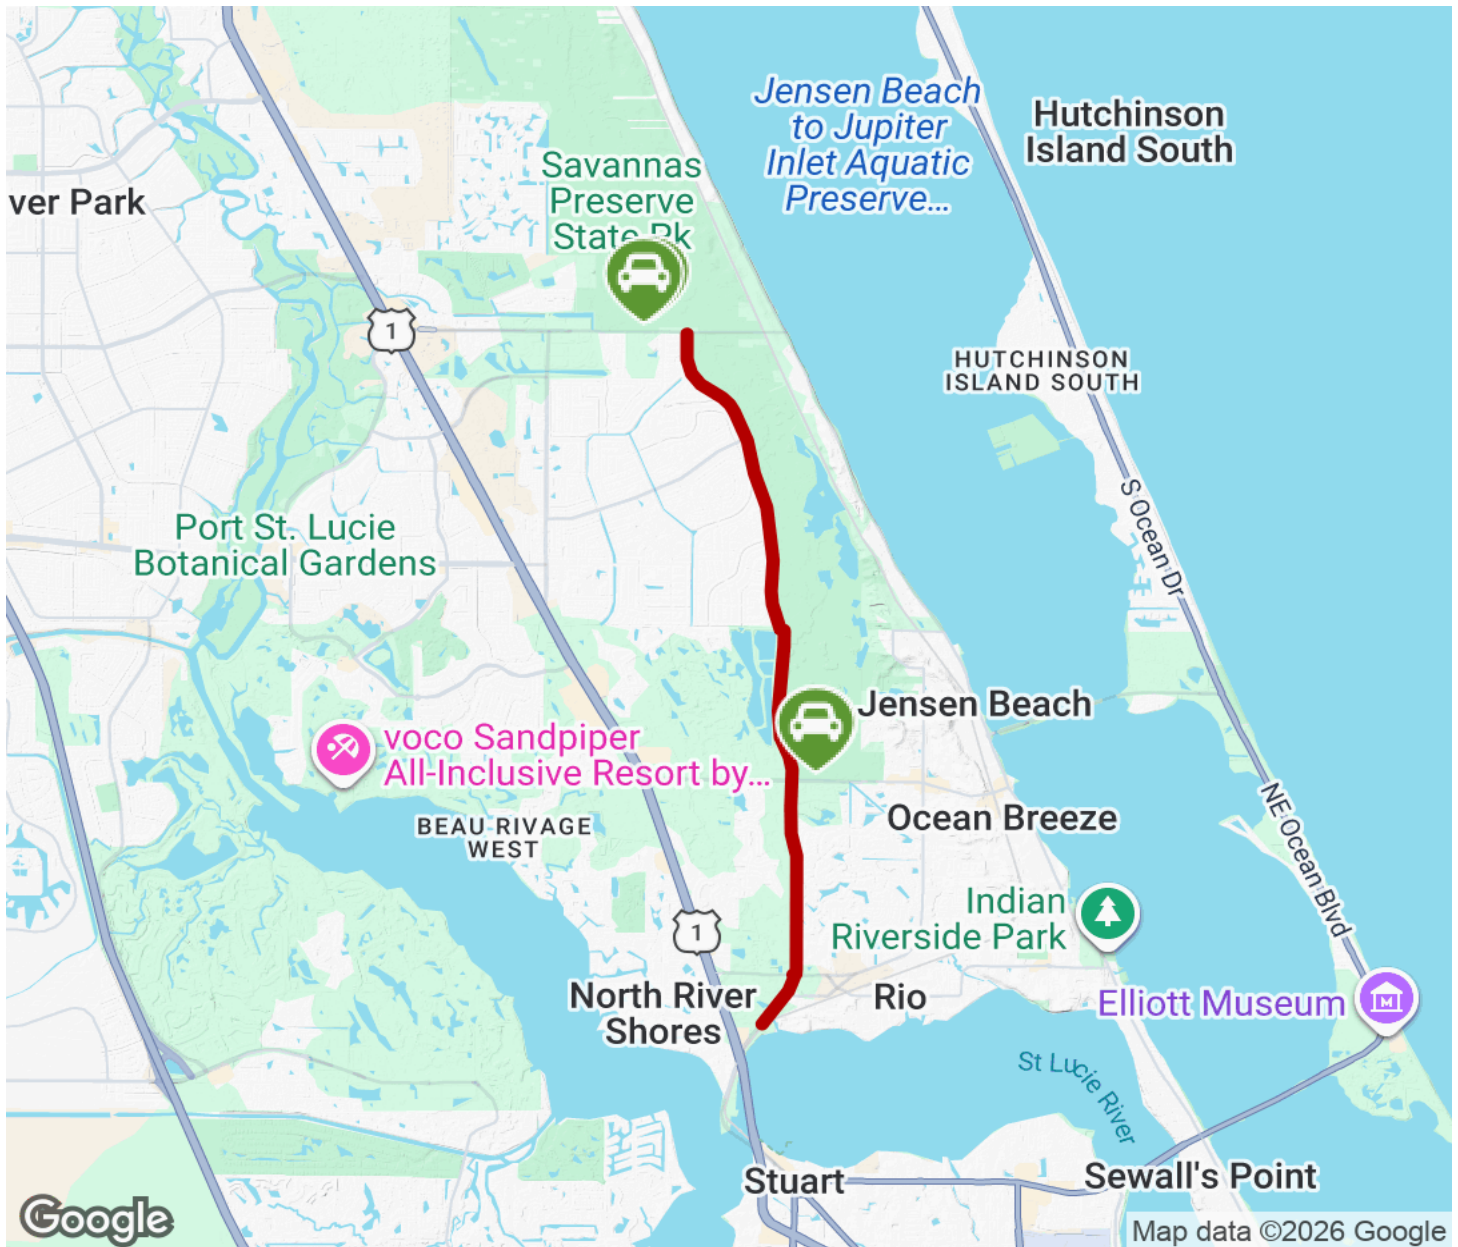 Jensen Beach
to Jupiter
Inlet Aquatic
Preserve...
Hutchinson
Island South
Savannas
Preserve
State Pk
ver Park
1
HUTCHINSON
ISLAND SOUTH
S Ocean Dr
Port St. Lucie
Botanical Gardens
Jensen Beach
voco Sandpiper
All-Inclusive Resort by...
BEAU RIVAGE
WEST
Ocean Breeze
NE Ocean Blvd
Indian
Riverside Park
1
North River
Shores
Rio
Elliott Museum
M
St Lucie River
Stuart
Sewall's Point
Google
Map data ©2026 Google